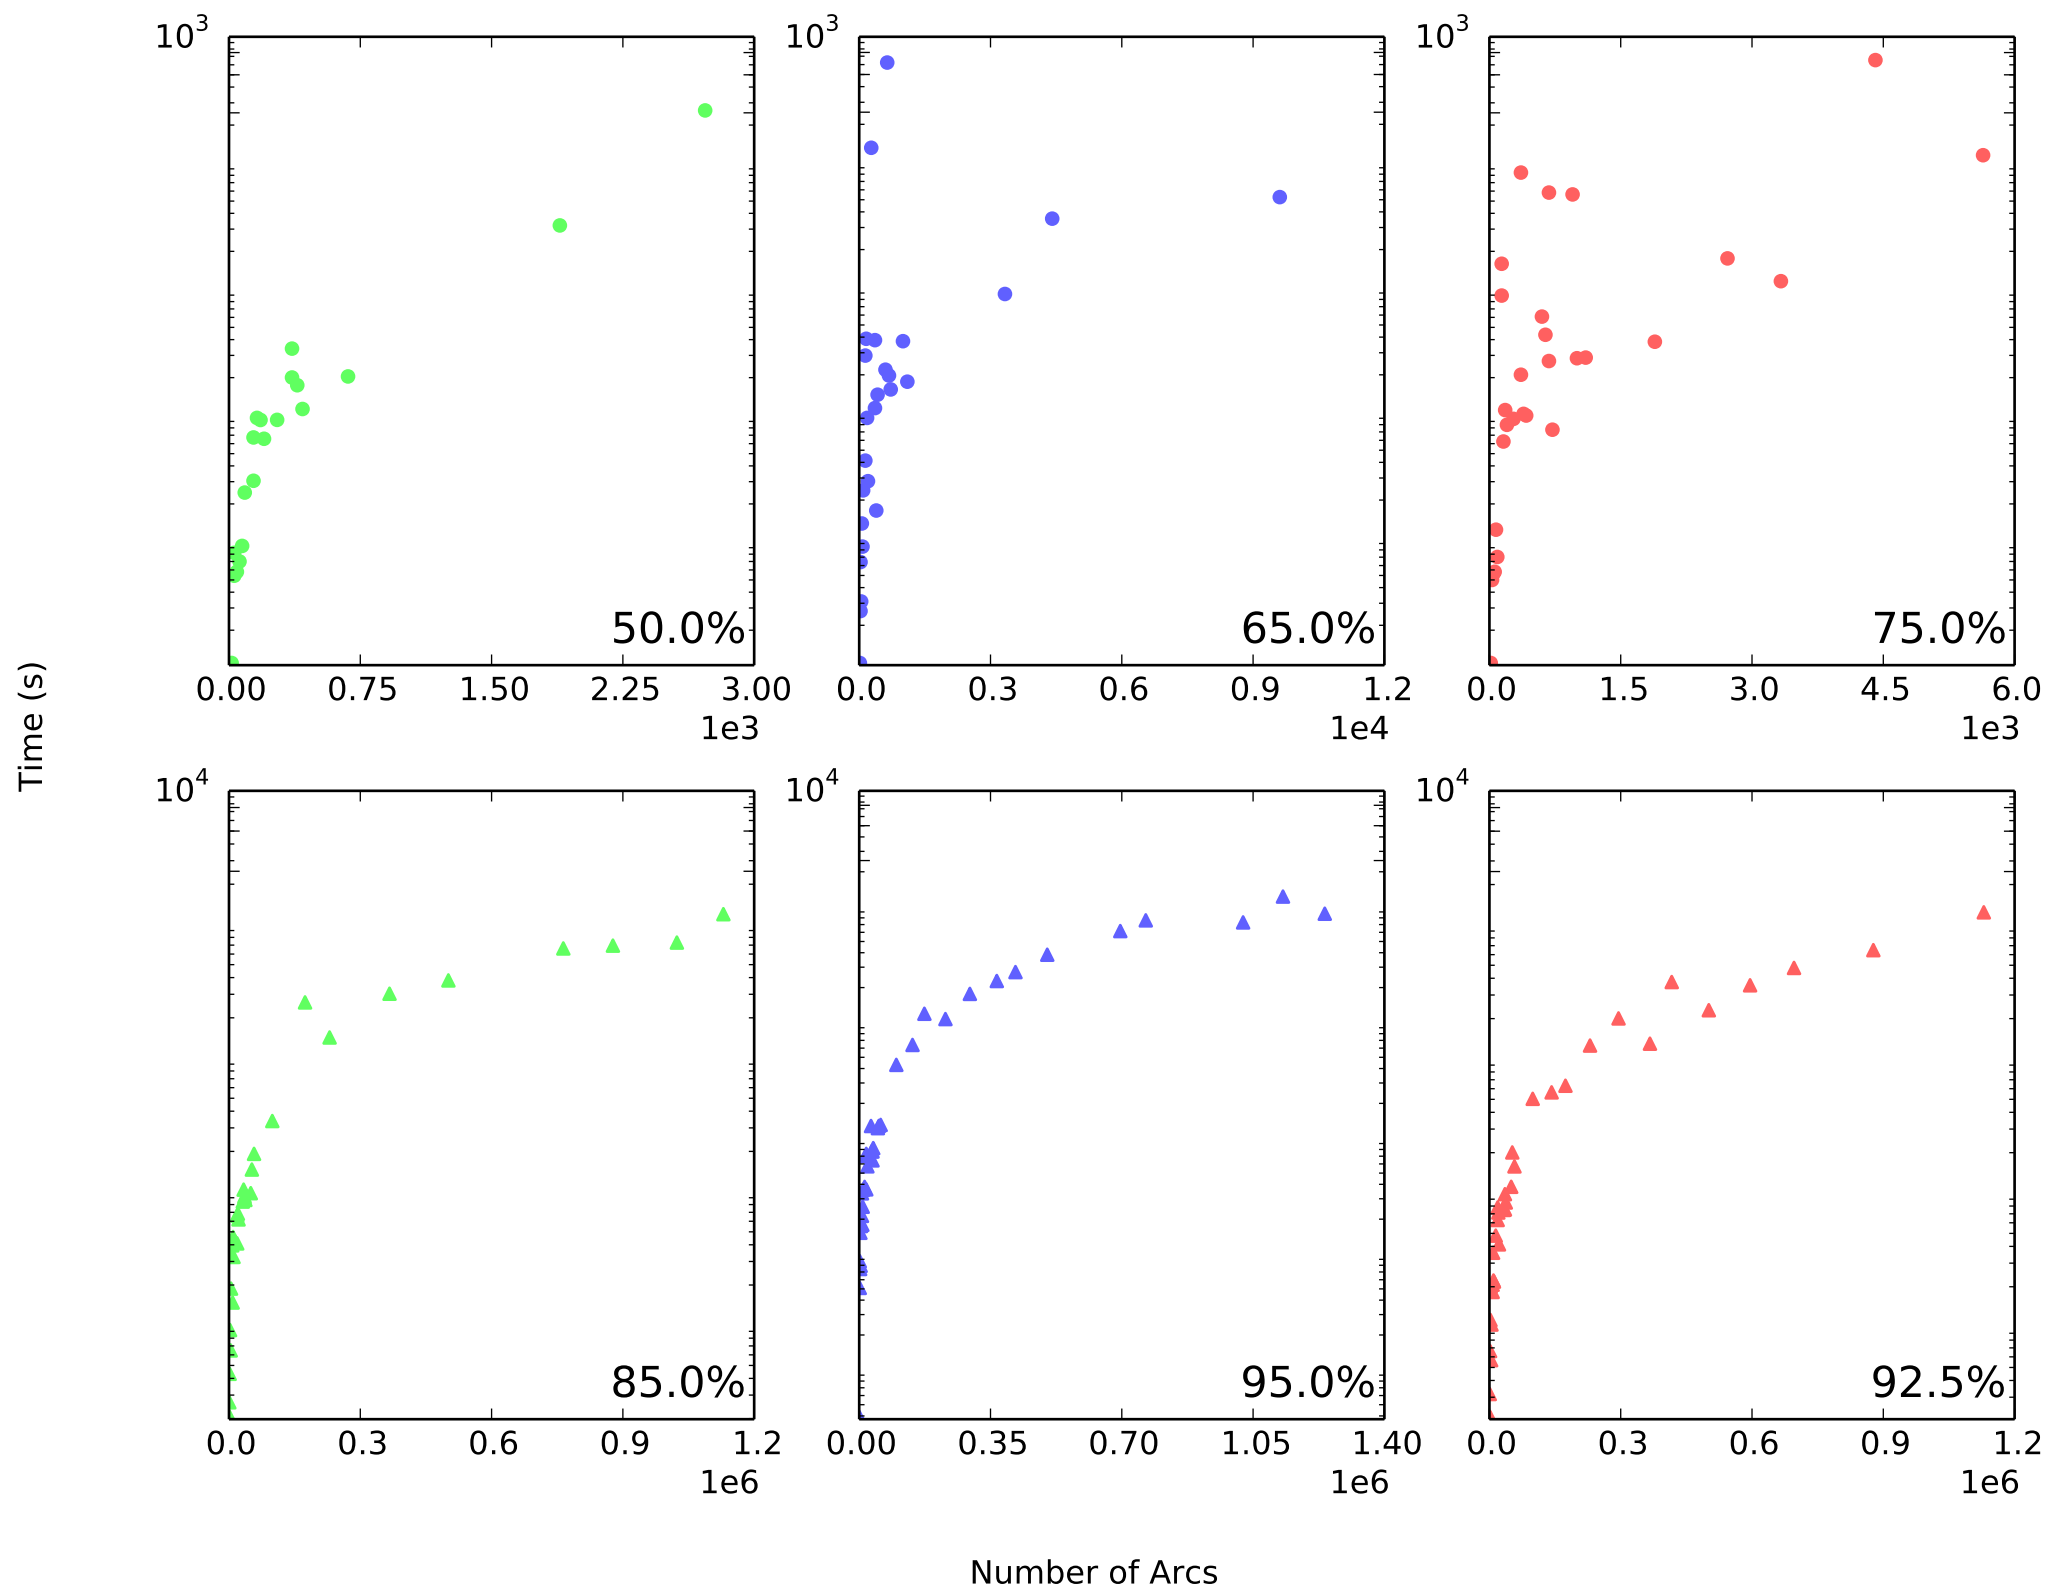 10³ 10³ 10³
50.0% 65.0% 75.0%
0.00 0.75 1.50 2.25 3.00 0.0 0.3 0.6 0.9 1.2 0.0 1.5 3.0 4.5 6.0
1e3 1e4 1e3
Time (s)
10⁴ 10⁴ 10⁴
85.0% 95.0% 92.5%
0.0 0.3 0.6 0.9 1.2 0.00 0.35 0.70 1.05 1.40 0.0 0.3 0.6 0.9 1.2
1e6 1e6 1e6
Number of Arcs